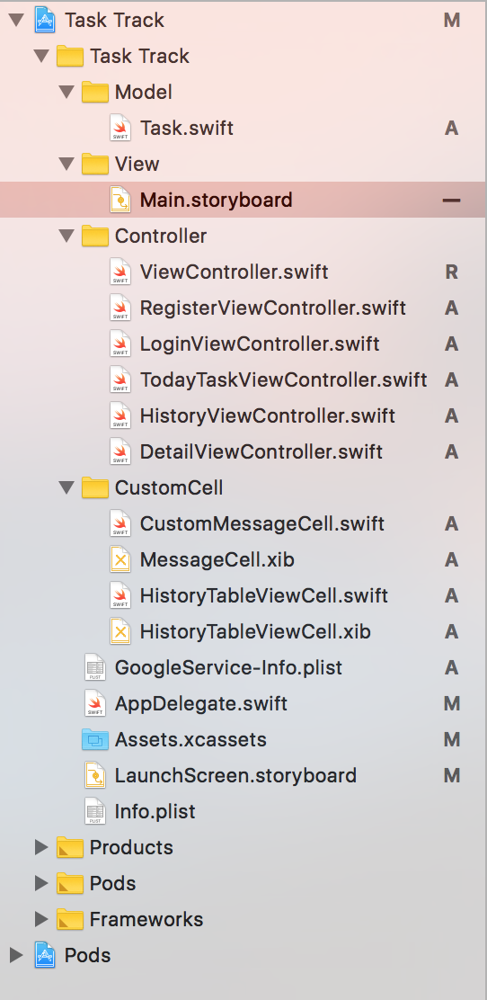 Task Track M
Task Track
Model
Task.swift A
View
Main.storyboard —
Controller
ViewController.swift R
RegisterViewController.swift A
LoginViewController.swift A
TodayTaskViewController.swift A
HistoryViewController.swift A
DetailViewController.swift A
CustomCell
CustomMessageCell.swift A
MessageCell.xib A
HistoryTableViewCell.swift A
HistoryTableViewCell.xib A
GoogleService-Info.plist A
AppDelegate.swift M
Assets.xcassets M
LaunchScreen.storyboard M
Info.plist
Products
Pods
Frameworks
Pods